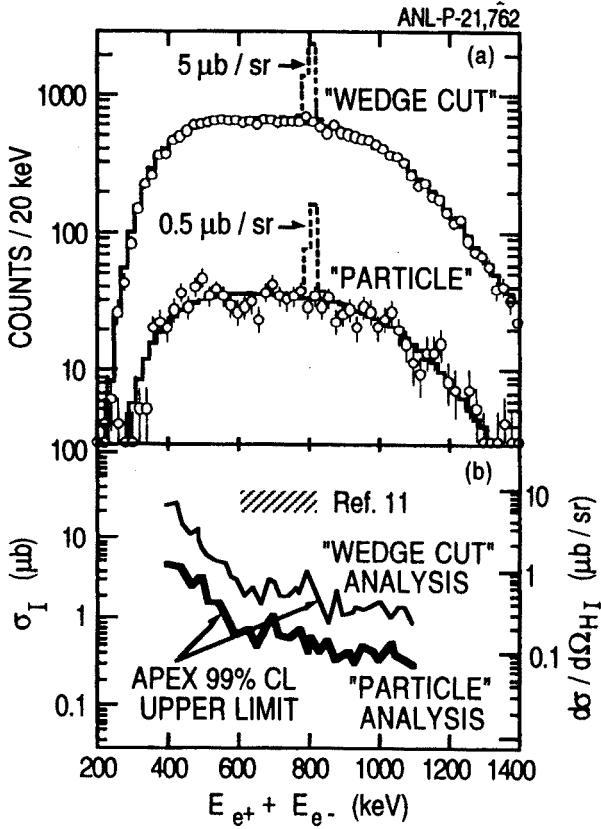 ANL-P-21,762
(a)
5 μb / sr
"WEDGE CUT"
1000
0.5 μb / sr
100
"PARTICLE"
10
COUNTS / 20 keV
100
(b)
Ref. 11
10
10
"WEDGE CUT"
ANALYSIS
1
1
APEX 99% CL
UPPER LIMIT
0.1
"PARTICLE"
ANALYSIS
0.1
σI (μb)
dσ / dΩHI (μb / sr)
200 400 600 800 1000 1200 1400
Ee+ + Ee- (keV)